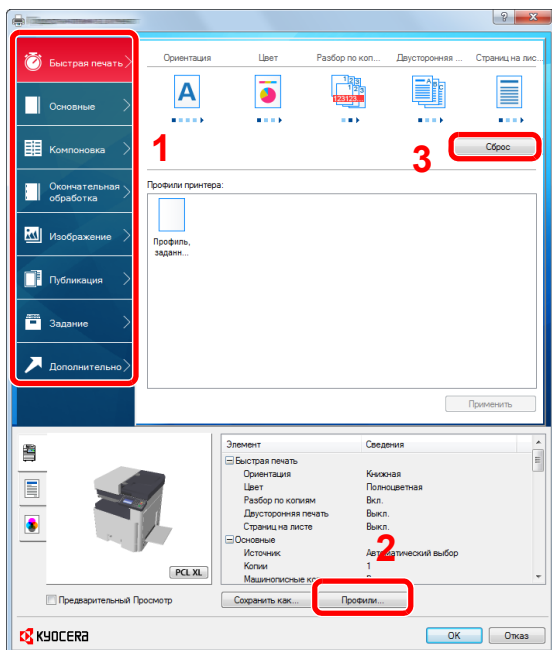 ? X
Быстрая печать
Основные
Компоновка
Окончательная
обработка
Изображение
Публикация
Задание
Дополнительно
1
Ориентация Цвет Разбор по коп... Двусторонняя ... Страниц на лис...
A
123
123123
3
Сброс
Профили принтера:
Профиль,
заданн...
Применить
Элемент Сведения
Быстрая печать
Ориентация Книжная
Цвет Полноцветная
Разбор по копиям Вкл.
Двусторонняя печать Выкл.
Страниц на листе Выкл.
Основные
Источник Автоматический выбор
Копии 1
2
PCL XL
Предварительный Просмотр
Сохранить как...
Профили...
KYOCERA
OK
Отказ